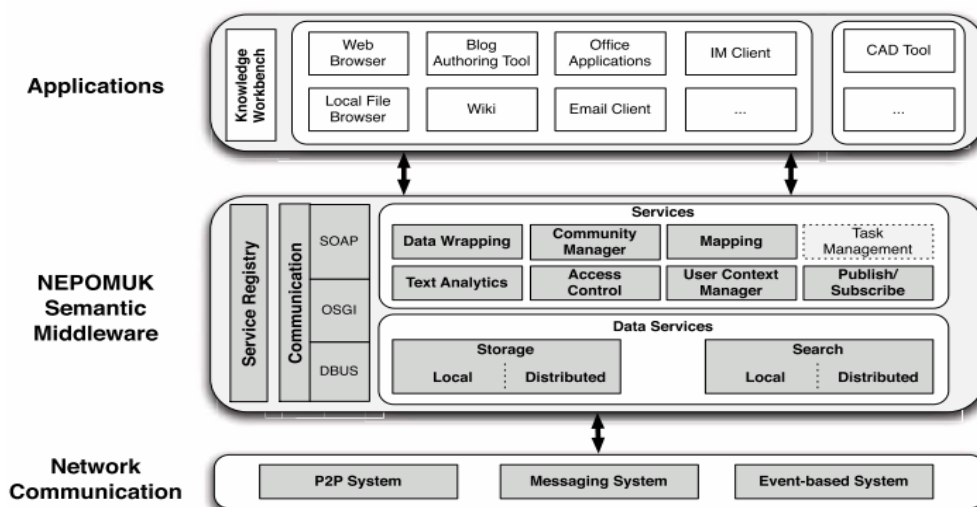 Applications
Knowledge
Workbench
Web
Browser
Blog
Authoring Tool
Office
Applications
IM Client
CAD Tool
Local File
Browser
Wiki
Email Client
...
...
NEPOMUK
Semantic
Middleware
Service Registry
Communication
SOAP
OSGI
DBUS
Services
Data Wrapping
Community
Manager
Mapping
Task
Management
Text Analytics
Access
Control
User Context
Manager
Publish/
Subscribe
Data Services
Storage
Local
Distributed
Search
Local
Distributed
Network
Communication
P2P System
Messaging System
Event-based System